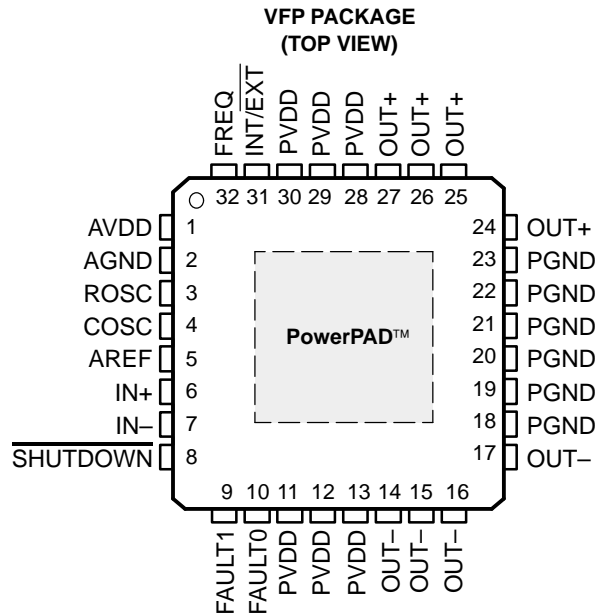 VFP PACKAGE
(TOP VIEW)
FREQ
INT/EXT
PVDD
PVDD
PVDD
OUT+
OUT+
OUT+
32 31 30 29 28 27 26 25
AVDD 1
AGND 2
ROSC 3
COSC 4
AREF 5
IN+ 6
IN– 7
SHUTDOWN 8
PowerPAD™
24 OUT+
23 PGND
22 PGND
21 PGND
20 PGND
19 PGND
18 PGND
17 OUT–
9 10 11 12 13 14 15 16
FAULT1
FAULT0
PVDD
PVDD
PVDD
OUT–
OUT–
OUT–